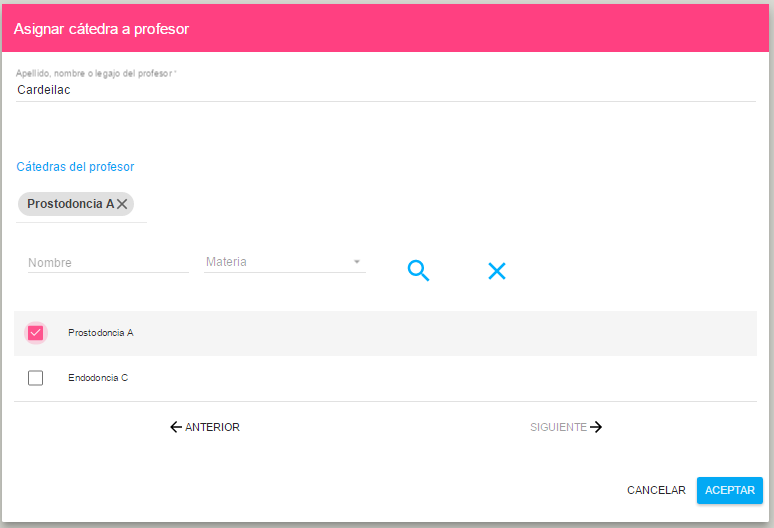 Asignar cátedra a profesor
Apellido, nombre o legajo del profesor *
Cardeilac
Cátedras del profesor
Prostodoncia A
Nombre Materia
Prostodoncia A
Endodoncia C
ANTERIOR SIGUIENTE
CANCELAR ACEPTAR